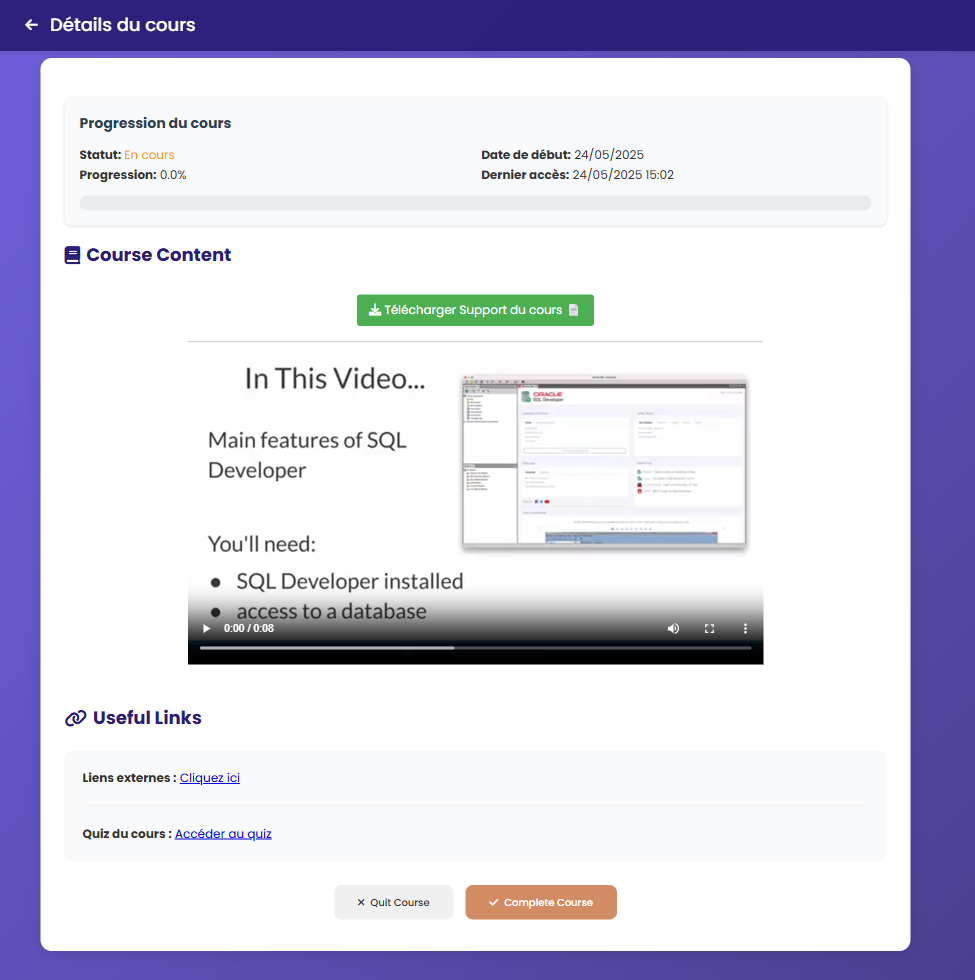 Détails du cours
Progression du cours
Statut: En cours
Date de début: 24/05/2025
Progression: 0.0%
Dernier accès: 24/05/2025 15:02
Course Content
Télécharger Support du cours
In This Video...
ORACLE
SQL Developer
Main features of SQL
Developer
You'll need:
SQL Developer installed
access to a database
0:00 / 0:08
Useful Links
Liens externes : Cliquez ici
Quiz du cours : Accéder au quiz
Quit Course
Complete Course